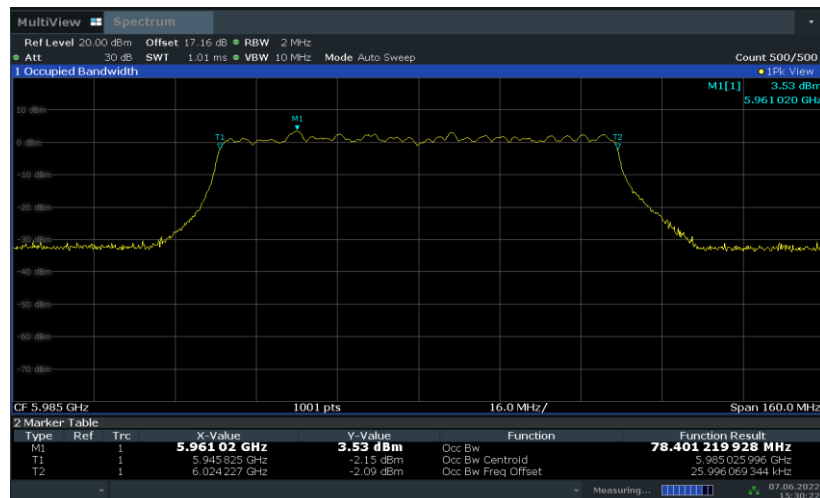 MultiView Spectrum
Ref Level 20.00 dBm Offset 17.16 dB RBW 2 MHz
Att 30 dB SWT 1.01 ms VBW 10 MHz Mode Auto Sweep Count 500/500
1 Occupied Bandwidth 1Pk View
M1[1] 3.53 dBm
5.961 020 GHz
10 dBm
M1
T1 T2
0 dBm
-10 dBm
-20 dBm
-30 dBm
-40 dBm
-50 dBm
-60 dBm
-70 dBm
CF 5.985 GHz 1001 pts 16.0 MHz/ Span 160.0 MHz
2 Marker Table
Type Ref Trc X-Value Y-Value Function Function Result
M1 1 5.961 02 GHz 3.53 dBm Occ Bw 78.401 219 928 MHz
T1 1 5.945 825 GHz -2.15 dBm Occ Bw Centroid 5.985 025 996 GHz
T2 1 6.024 227 GHz -2.09 dBm Occ Bw Freq Offset 25.996 069 344 kHz
Measuring... 07.06.2022
15:30:22